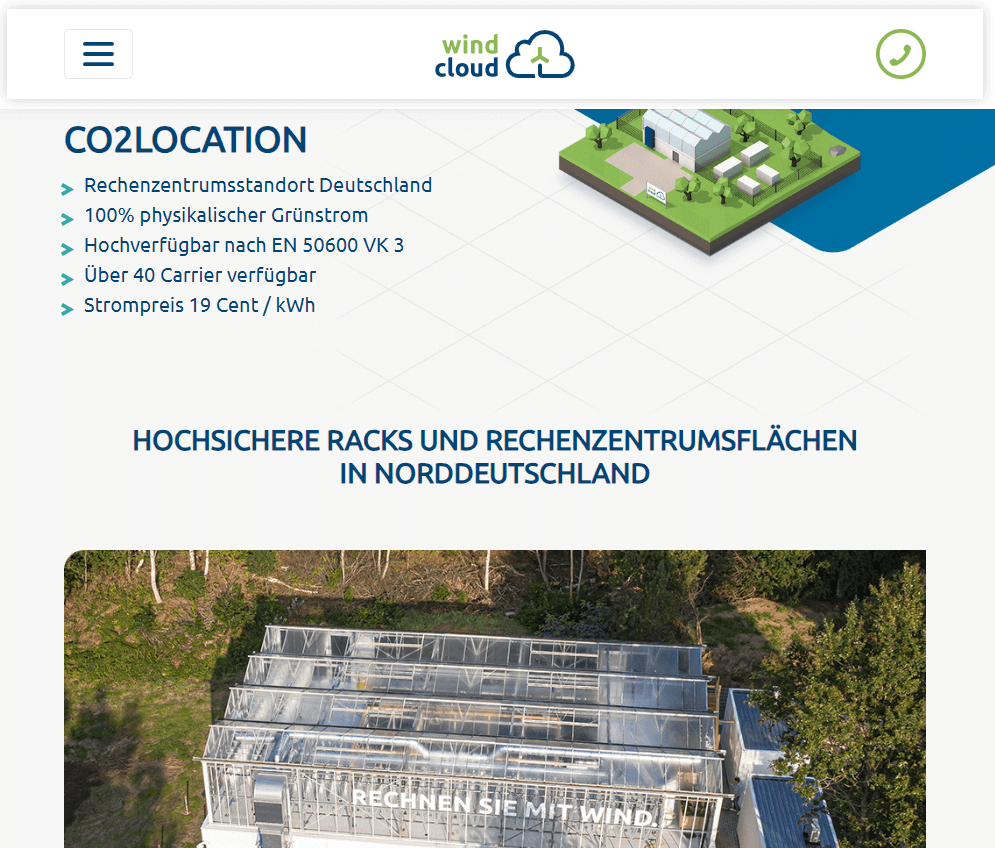 wind
cloud
CO2LOCATION
Rechenzentrumsstandort Deutschland
100% physikalischer Grünstrom
Hochverfügbar nach EN 50600 VK 3
Über 40 Carrier verfügbar
Strompreis 19 Cent / kWh
HOCHSICHERE RACKS UND RECHENZENTRUMSFLÄCHEN
IN NORDDEUTSCHLAND
RECHNEN SIE MIT WIND.